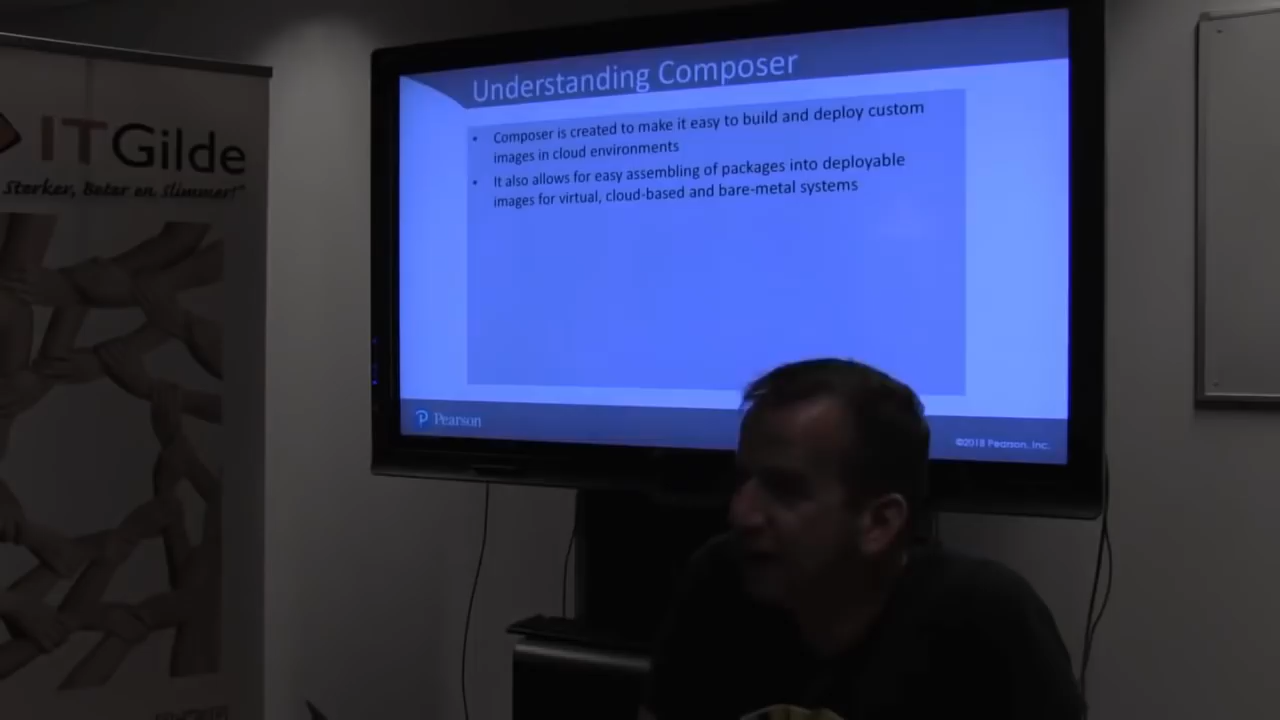 ITGilde
Sterker, Beter en slimmer!"
Understanding Composer
• Composer is created to make it easy to build and deploy custom
images in cloud environments
• It also allows for easy assembling of packages into deployable
images for virtual, cloud-based and bare-metal systems
Pearson
©2018 Pearson, Inc.